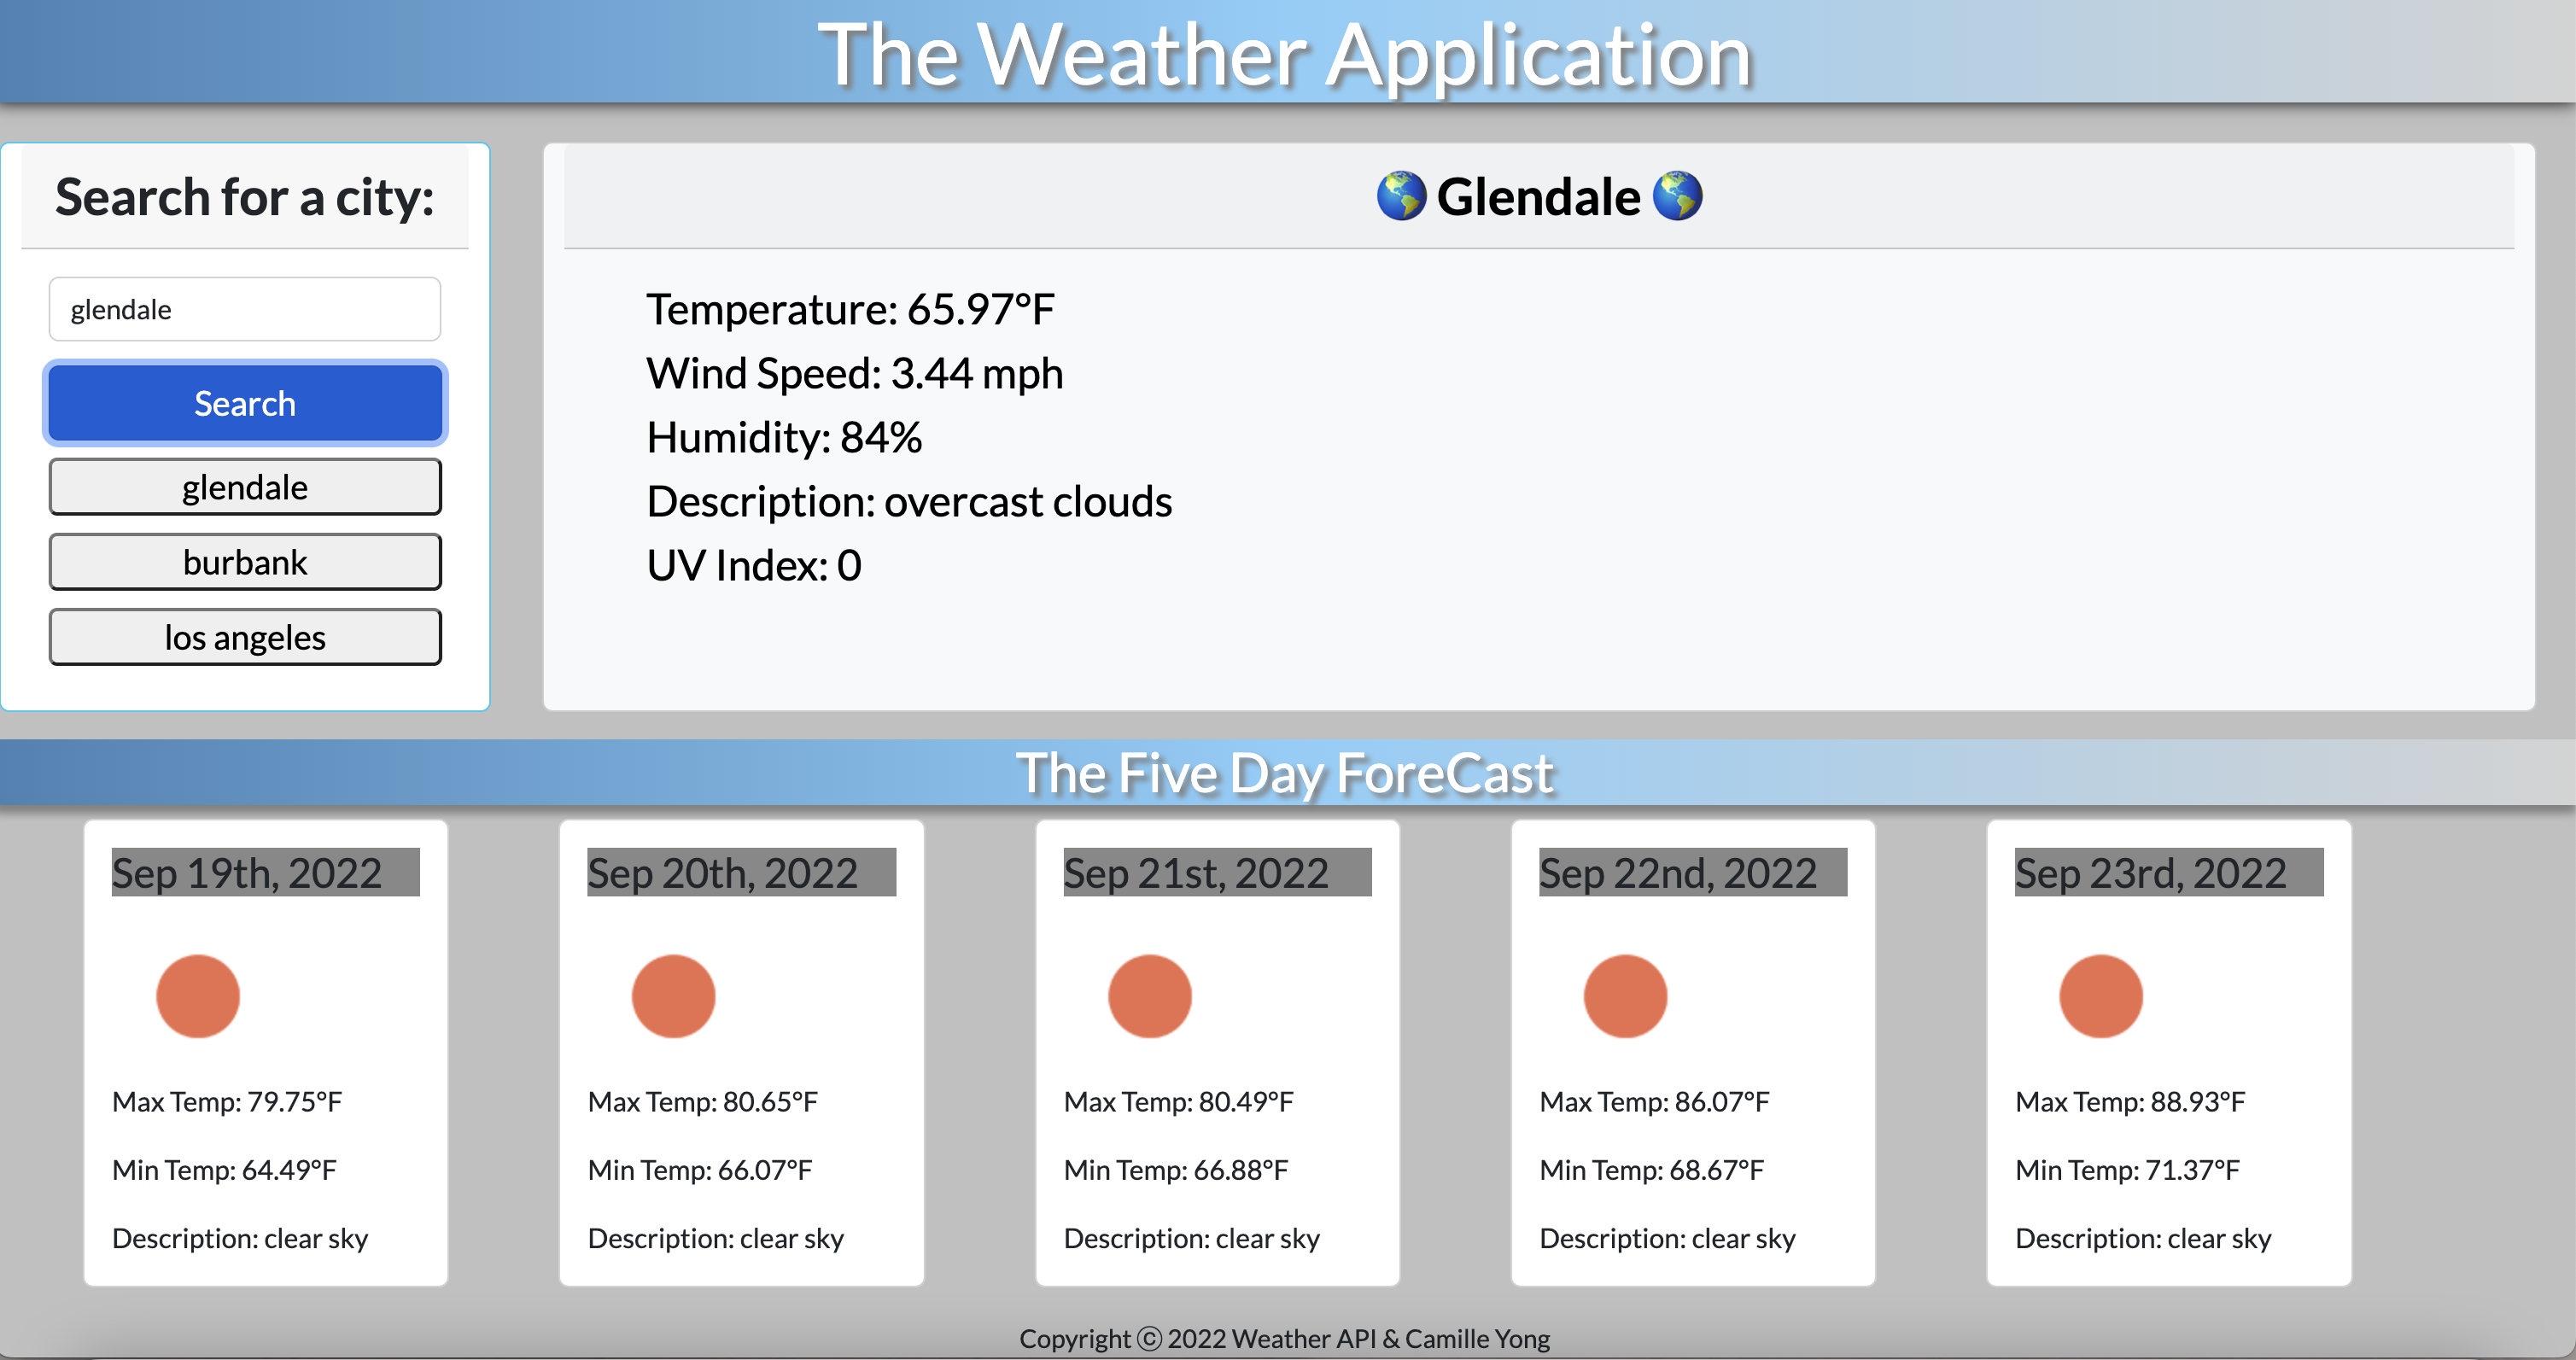 The Weather Application
Search for a city:
glendale
Search
glendale
burbank
los angeles
🌎 Glendale 🌎
Temperature: 65.97°F
Wind Speed: 3.44 mph
Humidity: 84%
Description: overcast clouds
UV Index: 0
The Five Day ForeCast
Sep 19th, 2022
Max Temp: 79.75°F
Min Temp: 64.49°F
Description: clear sky
Sep 20th, 2022
Max Temp: 80.65°F
Min Temp: 66.07°F
Description: clear sky
Sep 21st, 2022
Max Temp: 80.49°F
Min Temp: 66.88°F
Description: clear sky
Sep 22nd, 2022
Max Temp: 86.07°F
Min Temp: 68.67°F
Description: clear sky
Sep 23rd, 2022
Max Temp: 88.93°F
Min Temp: 71.37°F
Description: clear sky
Copyright ⓒ 2022 Weather API & Camille Yong